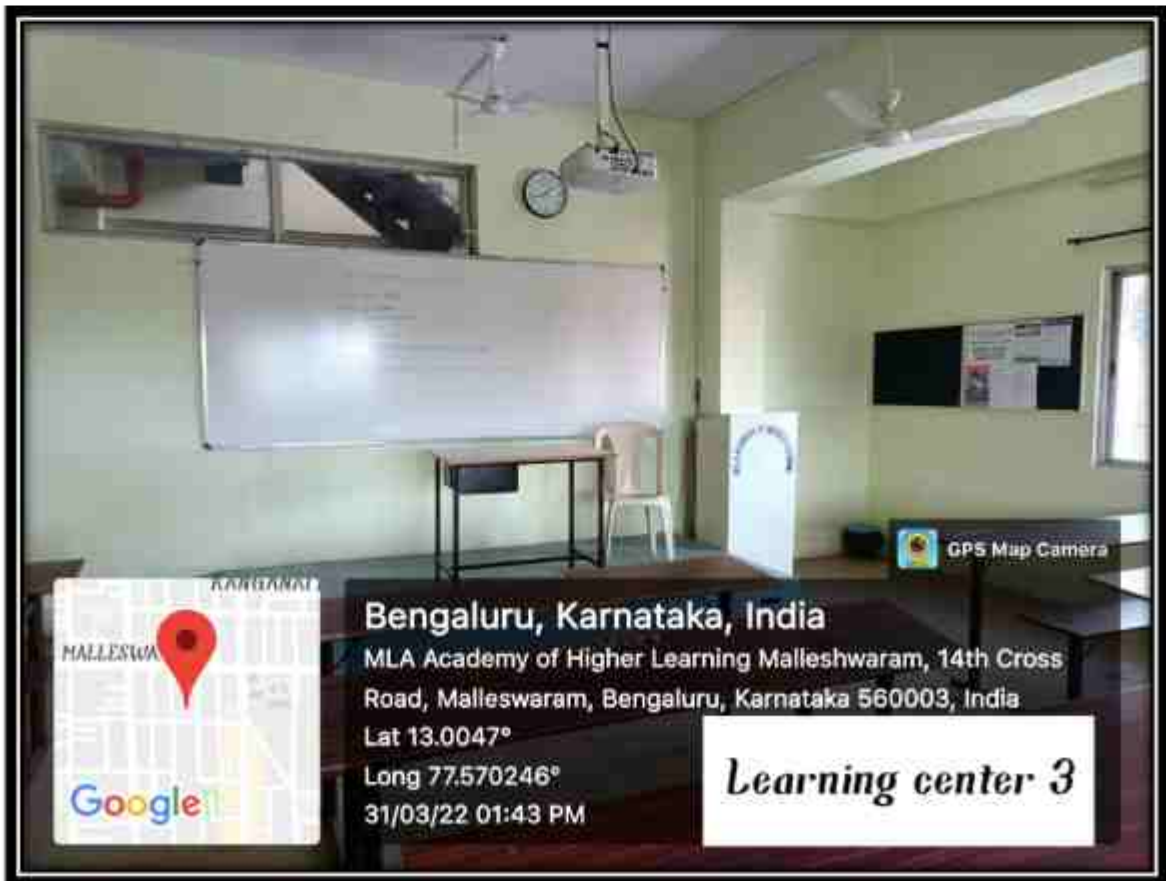 GPS Map Camera
MALLESWA
Google
Bengaluru, Karnataka, India
MLA Academy of Higher Learning Malleshwaram, 14th Cross
Road, Malleswaram, Bengaluru, Karnataka 560003, India
Lat 13.0047°
Long 77.570246°
31/03/22 01:43 PM
Learning center 3